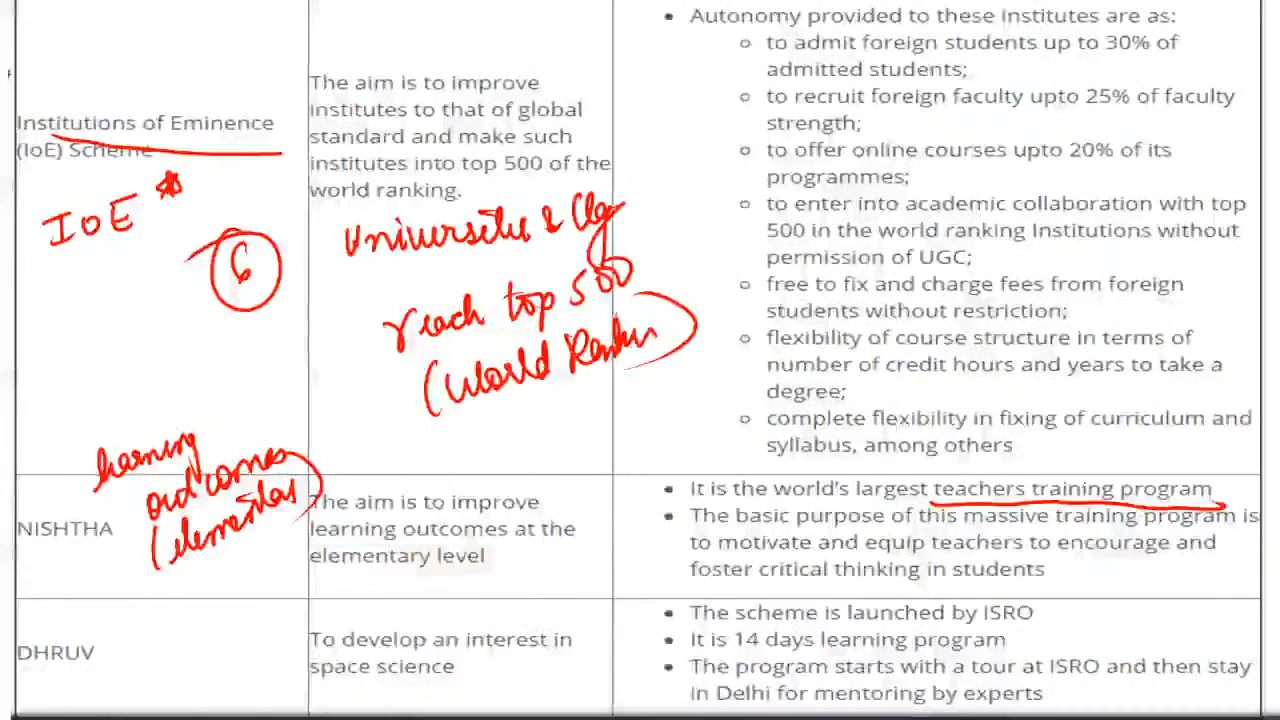 Institutions of Eminence
(IoE) Scheme
IOE
6
The aim is to improve
institutes to that of global
standard and make such
institutes into top 500 of the
world ranking.
Universities &
reach top 500
(World
Autonomy provided to these institutes are as:
to admit foreign students up to 30% of
admitted students;
to recruit foreign faculty upto 25% of faculty
strength;
to offer online courses upto 20% of its
programmes;
to enter into academic collaboration with top
500 in the world ranking Institutions without
permission of UGC;
free to fix and charge fees from foreign
students without restriction;
flexibility of course structure in terms of
number of credit hours and years to take a
degree;
complete flexibility in fixing of curriculum and
syllabus, among others
learning
outcomes
NISHTHA
The aim is to improve
learning outcomes at the
elementary level
It is the world's largest teachers training program
The basic purpose of this massive training program is
to motivate and equip teachers to encourage and
foster critical thinking in students
DHRUV
To develop an interest in
space science
The scheme is launched by ISRO
It is 14 days learning program
The program starts with a tour at ISRO and then stay
in Delhi for mentoring by experts